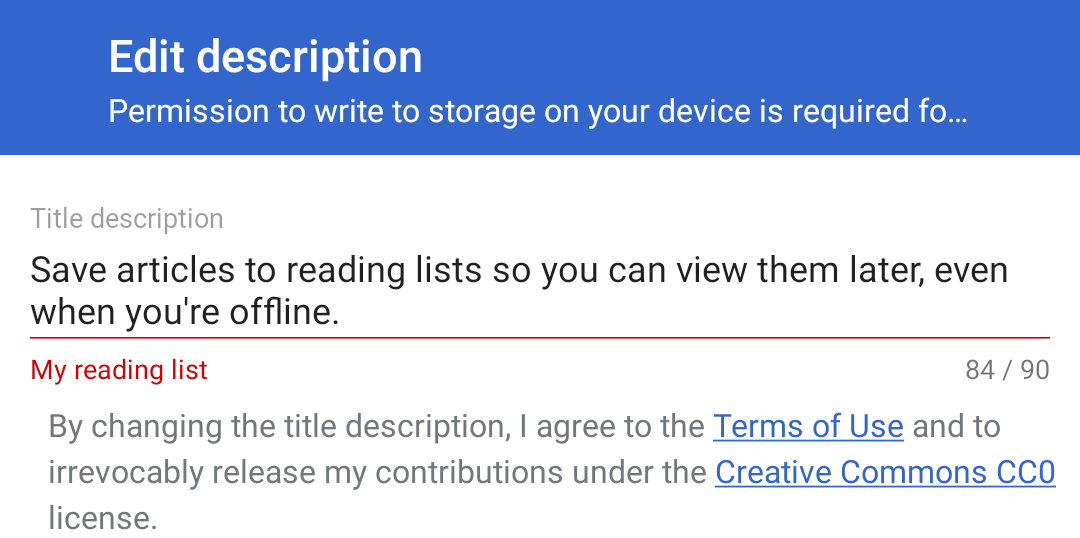 Edit description
Permission to write to storage on your device is required fo…
Title description
Save articles to reading lists so you can view them later, even
when you're offline.
My reading list
84 / 90
By changing the title description, I agree to the Terms of Use and to
irrevocably release my contributions under the Creative Commons CC0
license.